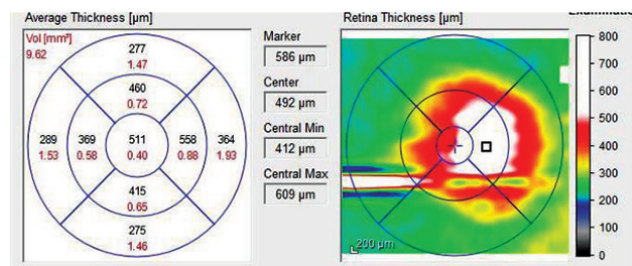 Average Thickness [µm]
Vol [mm³]
9.62
277
1.47
460
0.72
289
1.53
369
0.58
511
0.40
558
0.88
364
1.93
415
0.65
275
1.46
Marker
586 µm
Center
492 µm
Central Min
412 µm
Central Max
609 µm
Retina Thickness [µm]
200 µm
800
700
600
500
400
300
200
100
0